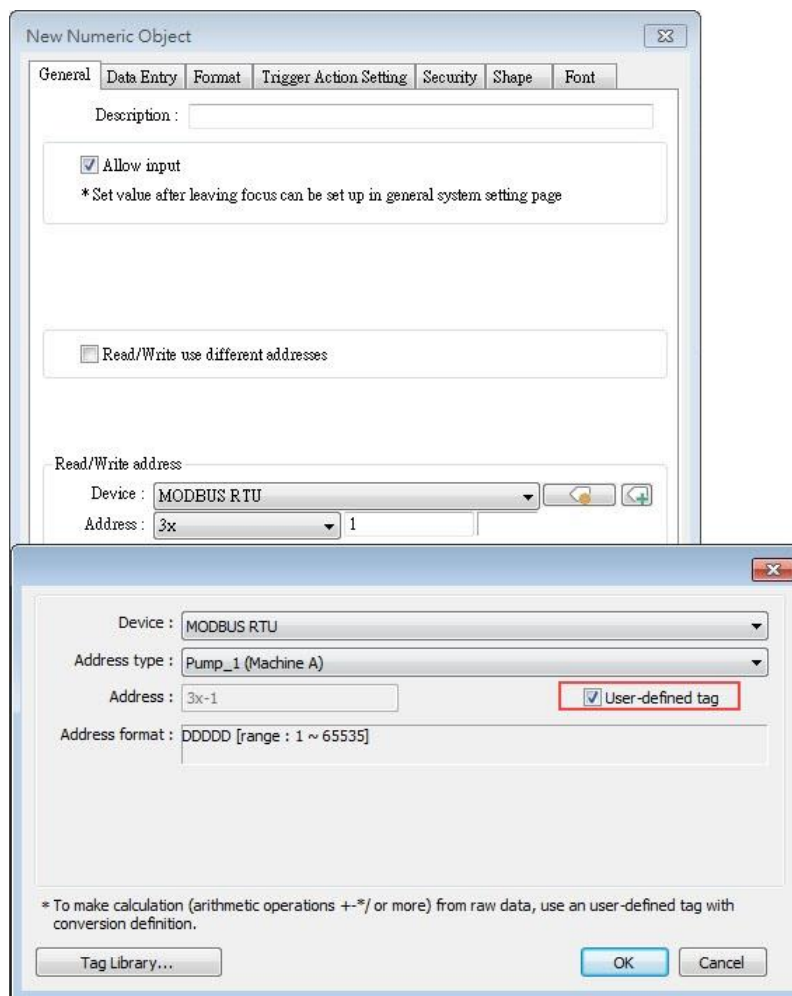 New Numeric Object
General Data Entry Format Trigger Action Setting Security Shape Font
Description :
Allow input
* Set value after leaving focus can be set up in general system setting page
Read/Write use different addresses
Read/Write address
Device : MODBUS RTU
Address : 3x 1
Device : MODBUS RTU
Address type : Pump_1 (Machine A)
Address : 3x-1 User-defined tag
Address format : DDDDD [range : 1 ~ 65535]
* To make calculation (arithmetic operations +-*/ or more) from raw data, use an user-defined tag with
conversion definition.
Tag Library... OK Cancel